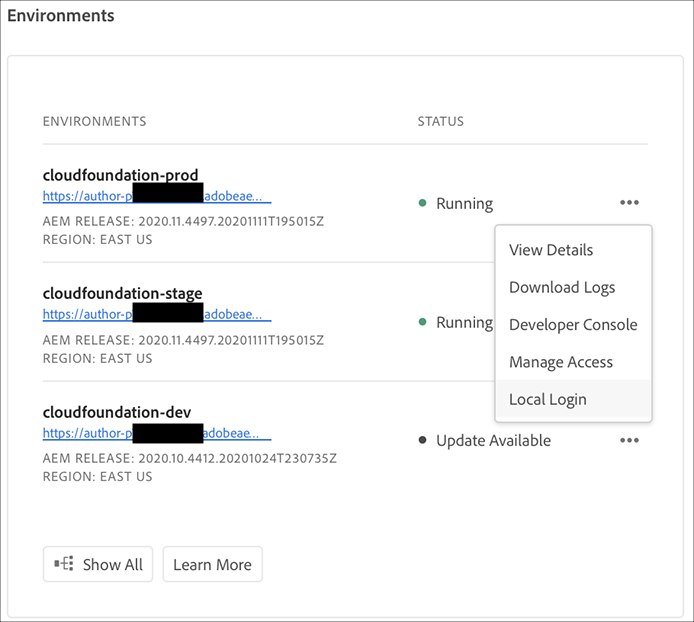 Environments
ENVIRONMENTS STATUS
cloudfoundation-prod
https://author-p adobeae...
Running
AEM RELEASE: 2020.11.4497.20201111T195015Z
REGION: EAST US
View Details
Download Logs
Developer Console
Manage Access
Local Login
cloudfoundation-stage
https://author-p adobeae...
Running
AEM RELEASE: 2020.11.4497.20201111T195015Z
REGION: EAST US
cloudfoundation-dev
https://author-p adobeae...
Update Available
AEM RELEASE: 2020.10.4412.20201024T230735Z
REGION: EAST US
Show All
Learn More